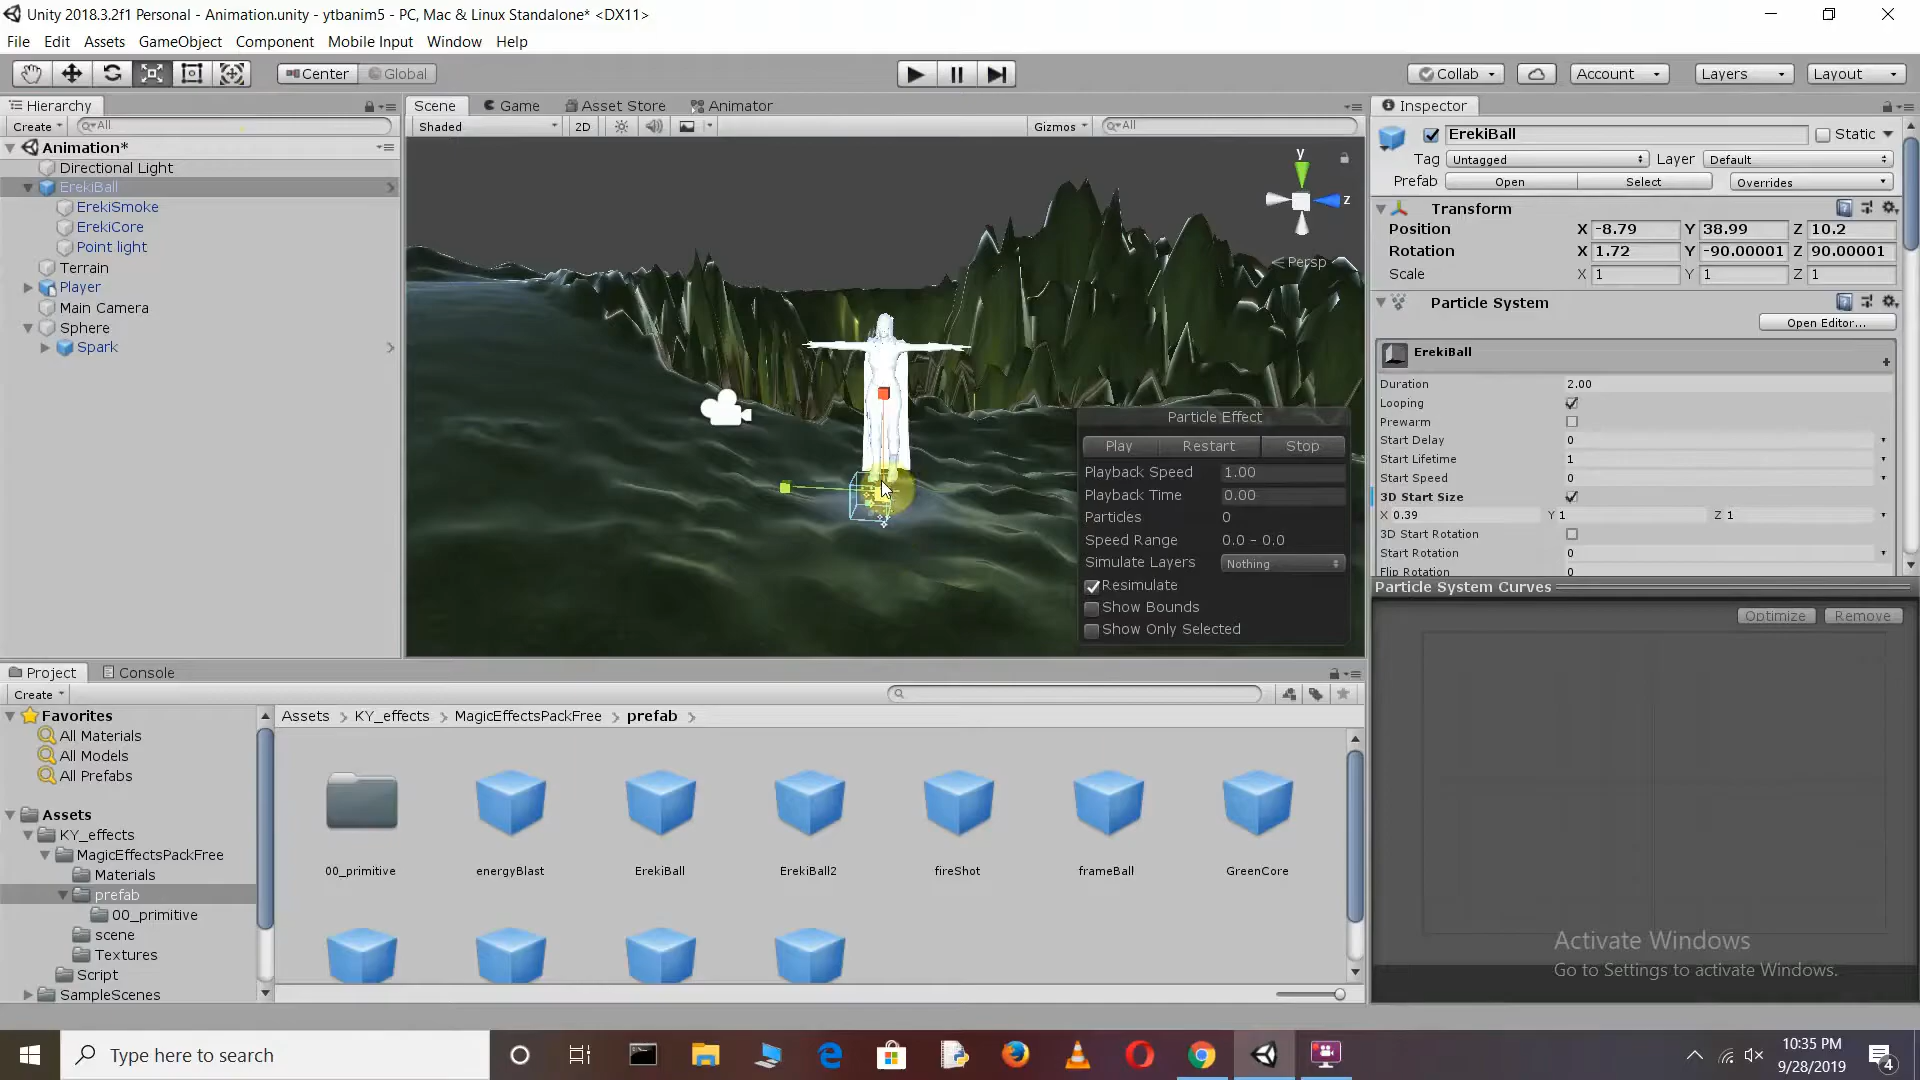 Unity 2018.3.2f1 Personal - Animation.unity - ytbanim5 - PC, Mac & Linux Standalone* <DX11>
File Edit Assets GameObject Component Mobile Input Window Help
Center Global Collab Account Layers Layout
Hierarchy Scene Game Asset Store Animator Inspector
Create All Shaded 2D Gizmos All
ErekiBall Static
Animation*
Tag Untagged Layer Default
Directional Light
Prefab Open Select Overrides
ErekiBall
ErekiSmoke
ErekiCore
Point light
Terrain
Player
Main Camera
Sphere
Spark
y
z
Persp
Particle Effect
Play Restart Stop
Playback Speed 1.00
Playback Time 0.00
Particles 0
Speed Range 0.0 - 0.0
Simulate Layers Nothing
Resimulate
Show Bounds
Show Only Selected
Transform
Position X -8.79 Y 38.99 Z 10.2
Rotation X 1.72 Y -90.00001 Z 90.00001
Scale X 1 Y 1 Z 1
Particle System
Open Editor...
ErekiBall
Duration 2.00
Looping
Prewarm
Start Delay 0
Start Lifetime 1
Start Speed 0
3D Start Size
X 0.39 Y 1 Z 1
3D Start Rotation
Start Rotation 0
Flip Rotation 0
Particle System Curves
Optimize Remove
Project Console
Create
Favorites
All Materials
All Models
All Prefabs
Assets
KY_effects
MagicEffectsPackFree
Materials
prefab
00_primitive
scene
Textures
Script
SampleScenes
Assets KY_effects MagicEffectsPackFree prefab
00_primitive energyBlast ErekiBall ErekiBall2 fireShot frameBall GreenCore
Activate Windows
Go to Settings to activate Windows.
Type here to search
10:35 PM
9/28/2019
4